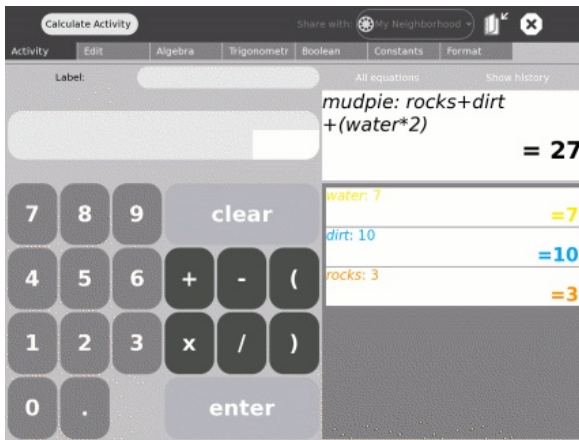 Calculate Activity
Share with: My Neighborhood
Activity Edit Algebra Trigonometr Boolean Constants Format
Label:
All equations Show history
mudpie: rocks+dirt
+(water*2)
= 27
water: 7
=7
dirt: 10
=10
rocks: 3
=3
7 8 9 clear
4 5 6 + - (
1 2 3 x / )
0 . enter